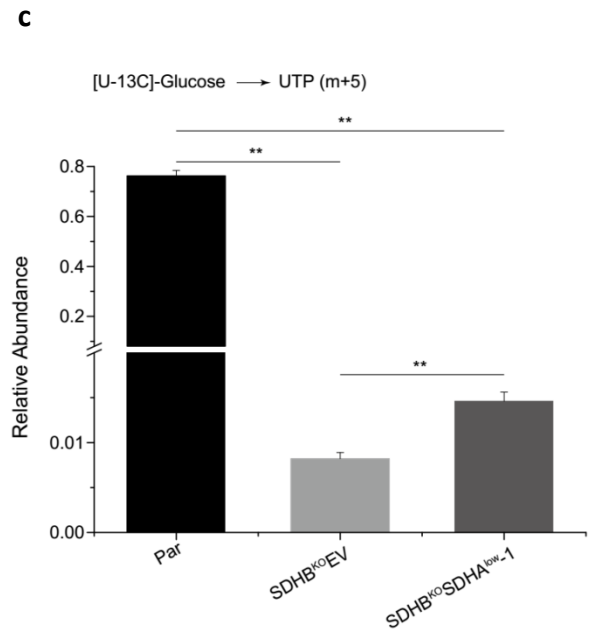 c
[U-13C]-Glucose → UTP (m+5)
**
**
0.8
0.6
0.4
0.2
**
0.01
0.00
Relative Abundance
Par
SDHBᴷᴼEV
SDHBᴷᴼSDHAˡᵒʷ-1